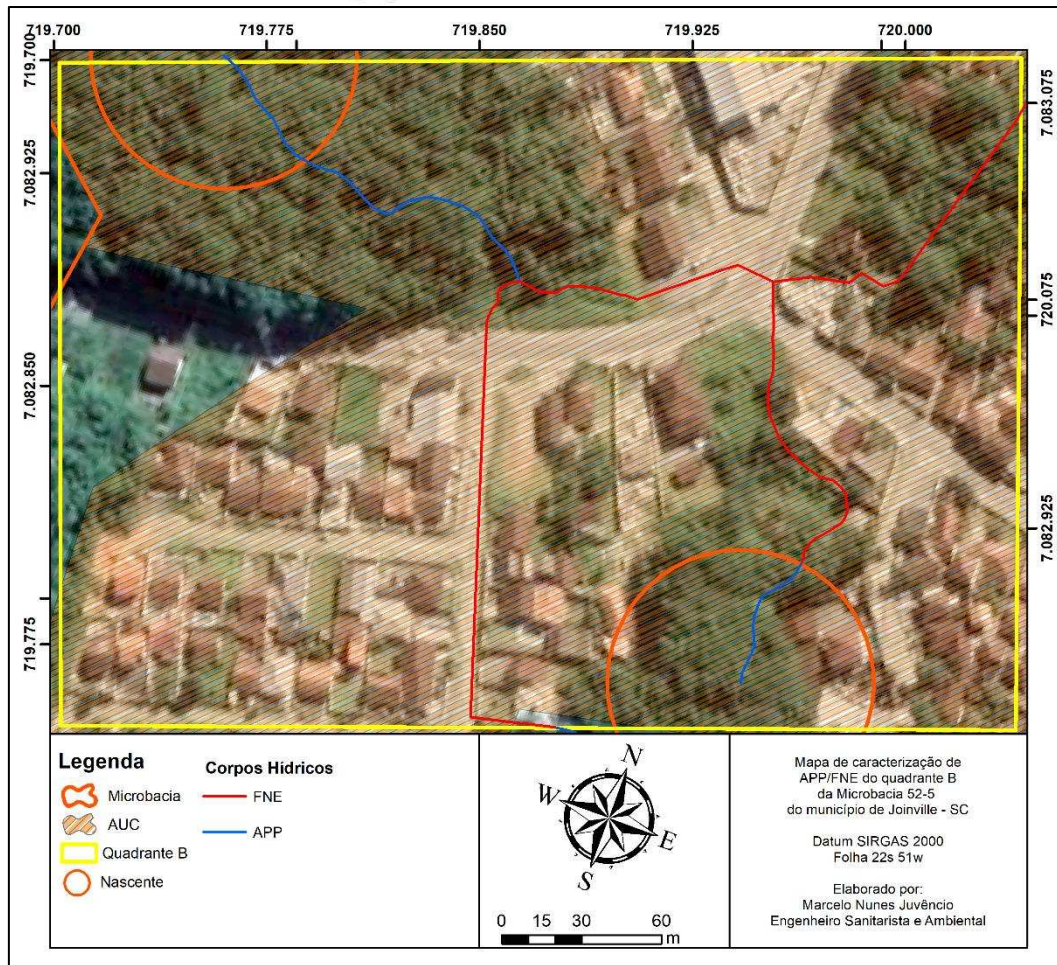 719.700 719.775 719.850 719.925 720.000
719.700
7.082.925
7.082.850
719.775
7.083.075
720.075
7.082.925
Legenda
Microbacia
AUC
Quadrante B
Nascente
Corpos Hídricos
FNE
APP
N
W
E
S
0 15 30 60
m
Mapa de caracterização de
APP/FNE do quadrante B
da Microbacia 52-5
do município de Joinville - SC
Datum SIRGAS 2000
Folha 22s 51w
Elaborado por:
Marcelo Nunes Juvêncio
Engenheiro Sanitarista e Ambiental